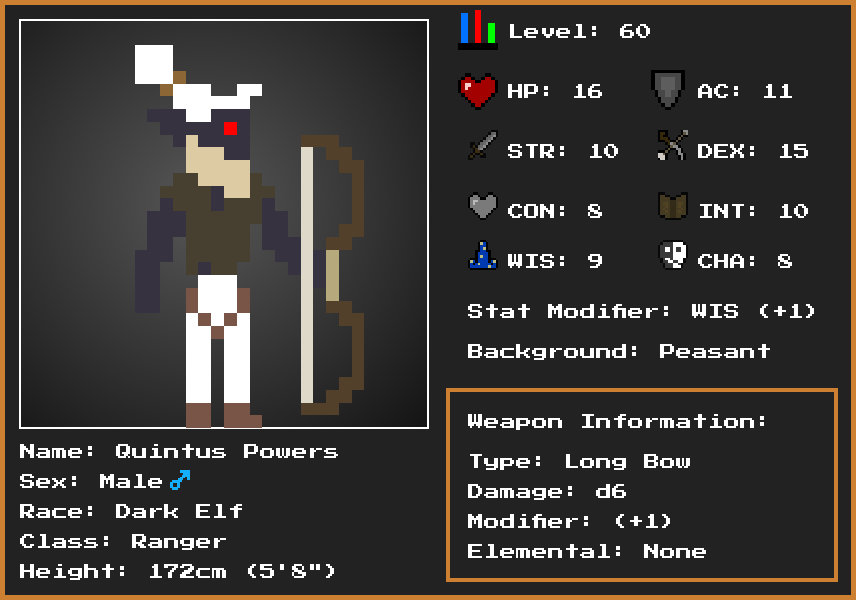 Level: 60
HP: 16 AC: 11
STR: 10 DEX: 15
CON: 8 INT: 10
WIS: 9 CHA: 8
Stat Modifier: WIS (+1)
Background: Peasant
Weapon Information:
Type: Long Bow
Damage: d6
Modifier: (+1)
Elemental: None
Name: Quintus Powers
Sex: Male♂
Race: Dark Elf
Class: Ranger
Height: 172cm (5'8")